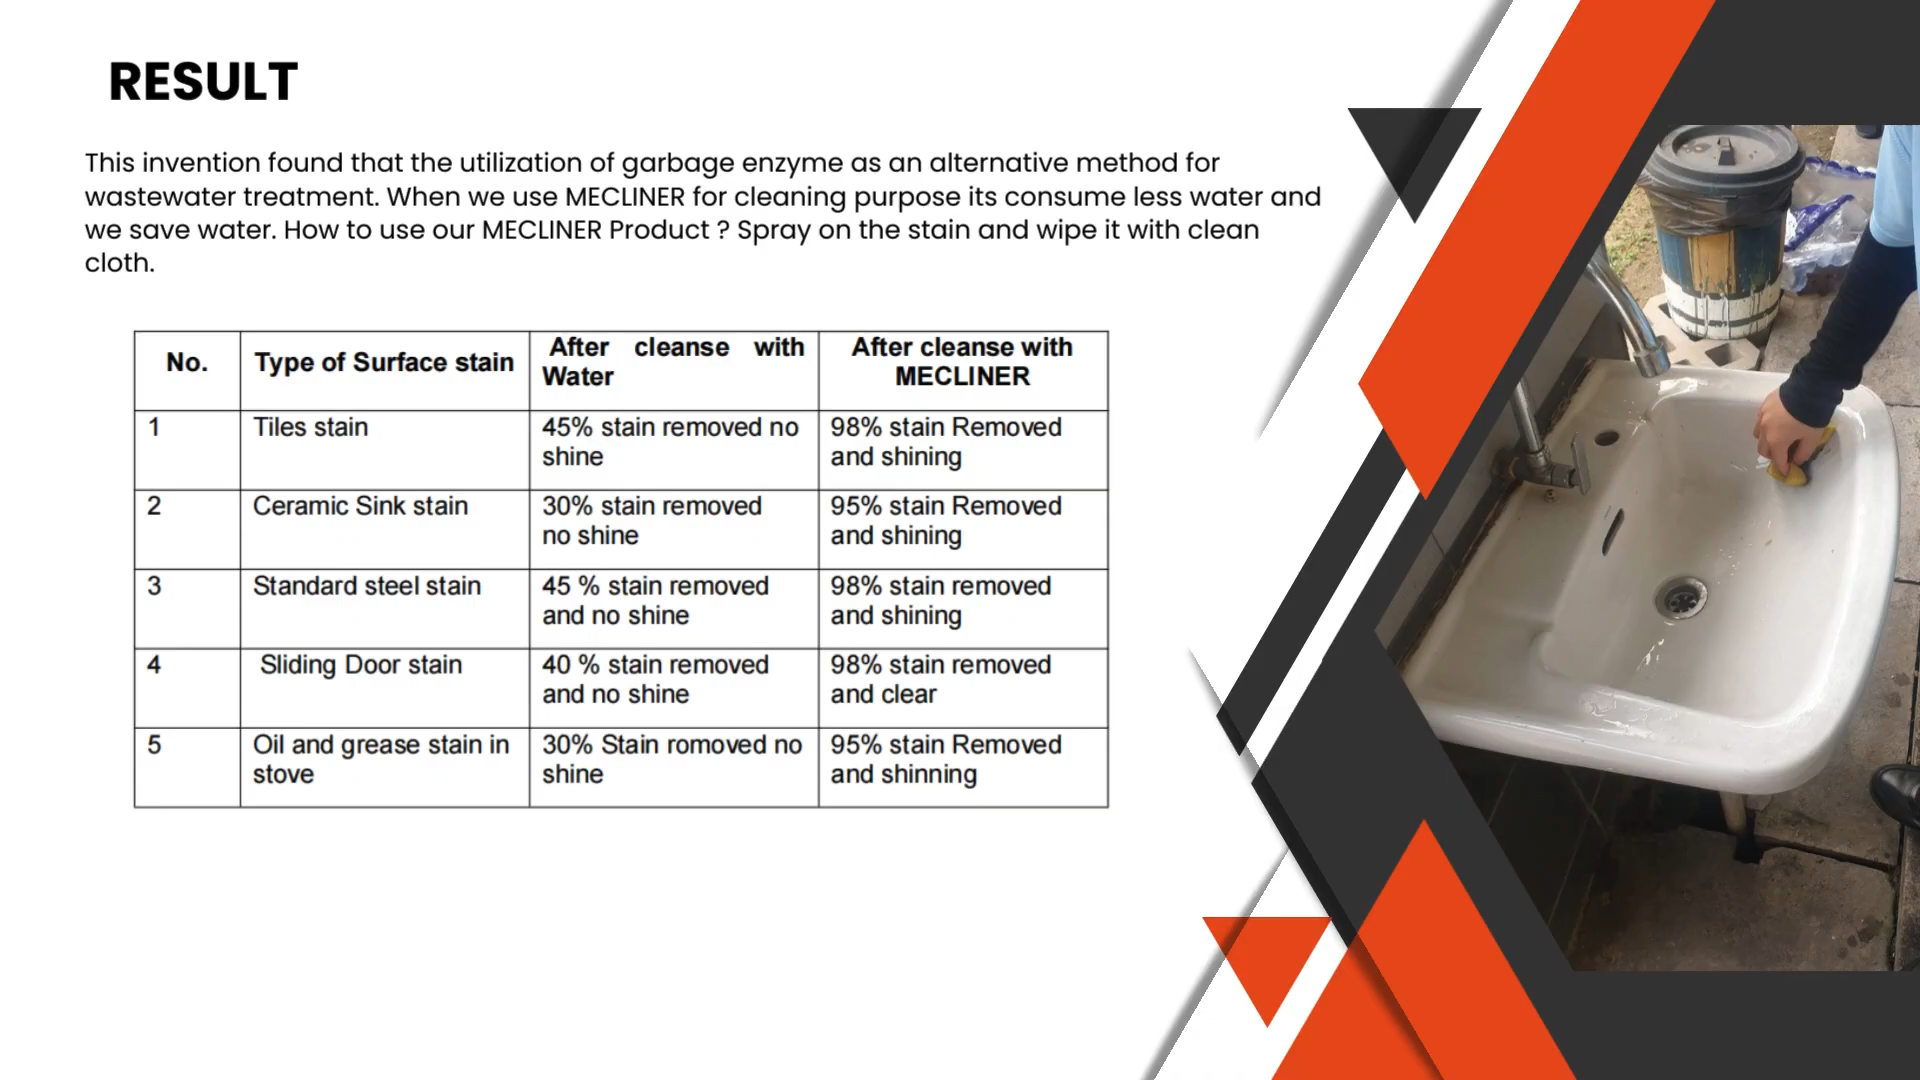 RESULT
This invention found that the utilization of garbage enzyme as an alternative method for
wastewater treatment. When we use MECLINER for cleaning purpose its consume less water and
we save water. How to use our MECLINER Product ? Spray on the stain and wipe it with clean
cloth.
No. Type of Surface stain After cleanse with Water After cleanse with MECLINER
1 Tiles stain 45% stain removed no shine 98% stain Removed and shining
2 Ceramic Sink stain 30% stain removed no shine 95% stain Removed and shining
3 Standard steel stain 45 % stain removed and no shine 98% stain removed and shining
4 Sliding Door stain 40 % stain removed and no shine 98% stain removed and clear
5 Oil and grease stain in stove 30% Stain romoved no shine 95% stain Removed and shinning